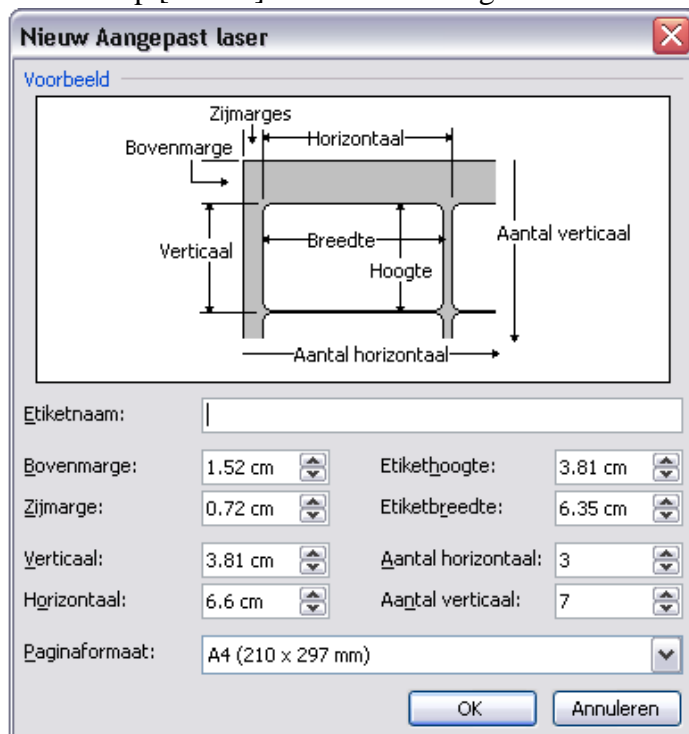 Nieuw Aangepast laser
Voorbeeld
Zijmarges
Horizontaal
Bovenmarge
Breedte
Aantal verticaal
Verticaal
Hoogte
Aantal horizontaal
Etiketnaam:
Bovenmarge: 1.52 cm Etikethoogte: 3.81 cm
Zijmarge: 0.72 cm Etiketbreedte: 6.35 cm
Verticaal: 3.81 cm Aantal horizontaal: 3
Horizontaal: 6.6 cm Aantal verticaal: 7
Paginaformaat: A4 (210 x 297 mm)
OK Annuleren